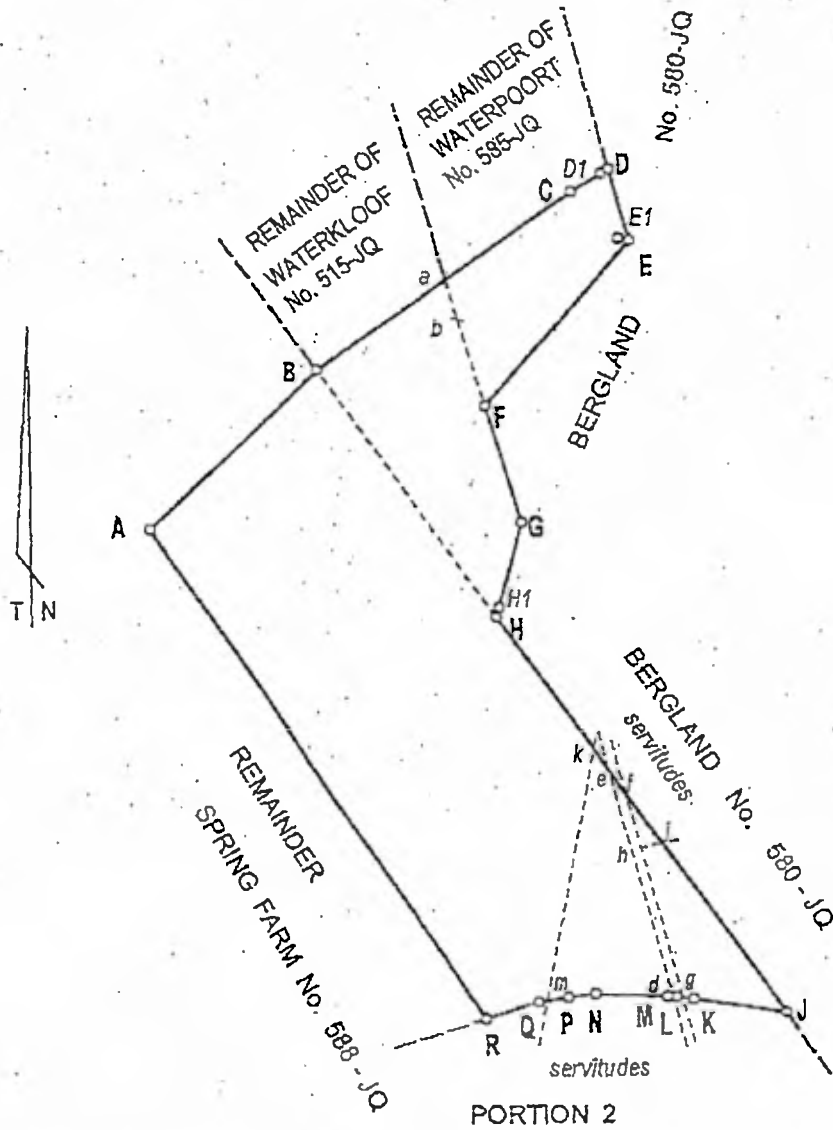 No. 580-JQ
REMAINDER OF
WATERPOORT
No. 585-JQ
REMAINDER OF
WATERKLOOF
No. 515-JQ
D1
D
C
E1
E
a
b
B
F
BERGLAND
A
G
T N
H1
H
BERGLAND No. 580-JQ
servitudes
k
e
f
h
j
REMAINDER
SPRING FARM No. 588-JQ
m
d
g
J
R
Q
P
N
M
L
K
servitudes
PORTION 2